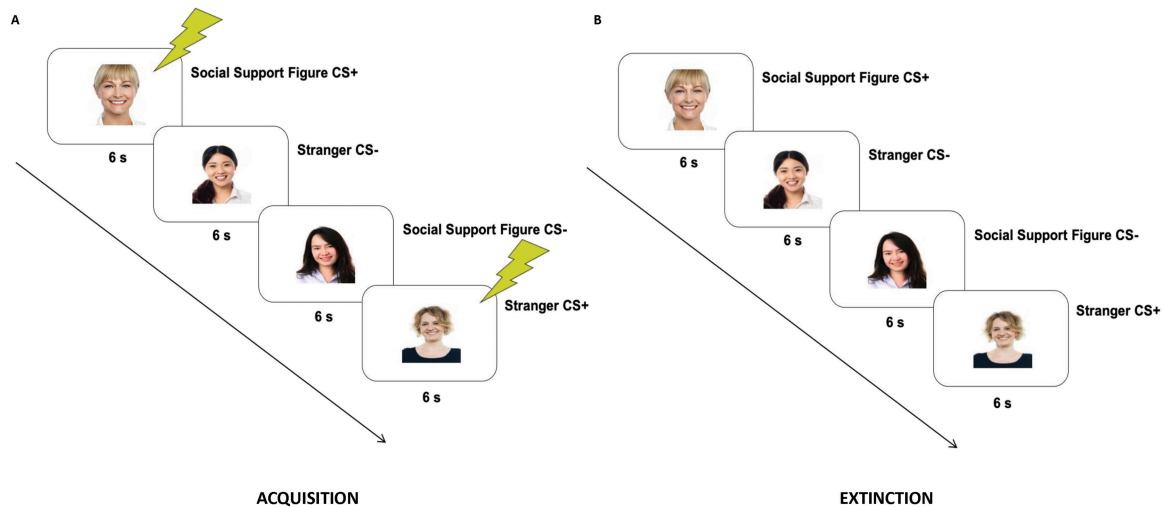 A
Social Support Figure CS+
6 s
Stranger CS-
6 s
Social Support Figure CS-
6 s
Stranger CS+
6 s
ACQUISITION
B
Social Support Figure CS+
6 s
Stranger CS-
6 s
Social Support Figure CS-
6 s
Stranger CS+
6 s
EXTINCTION